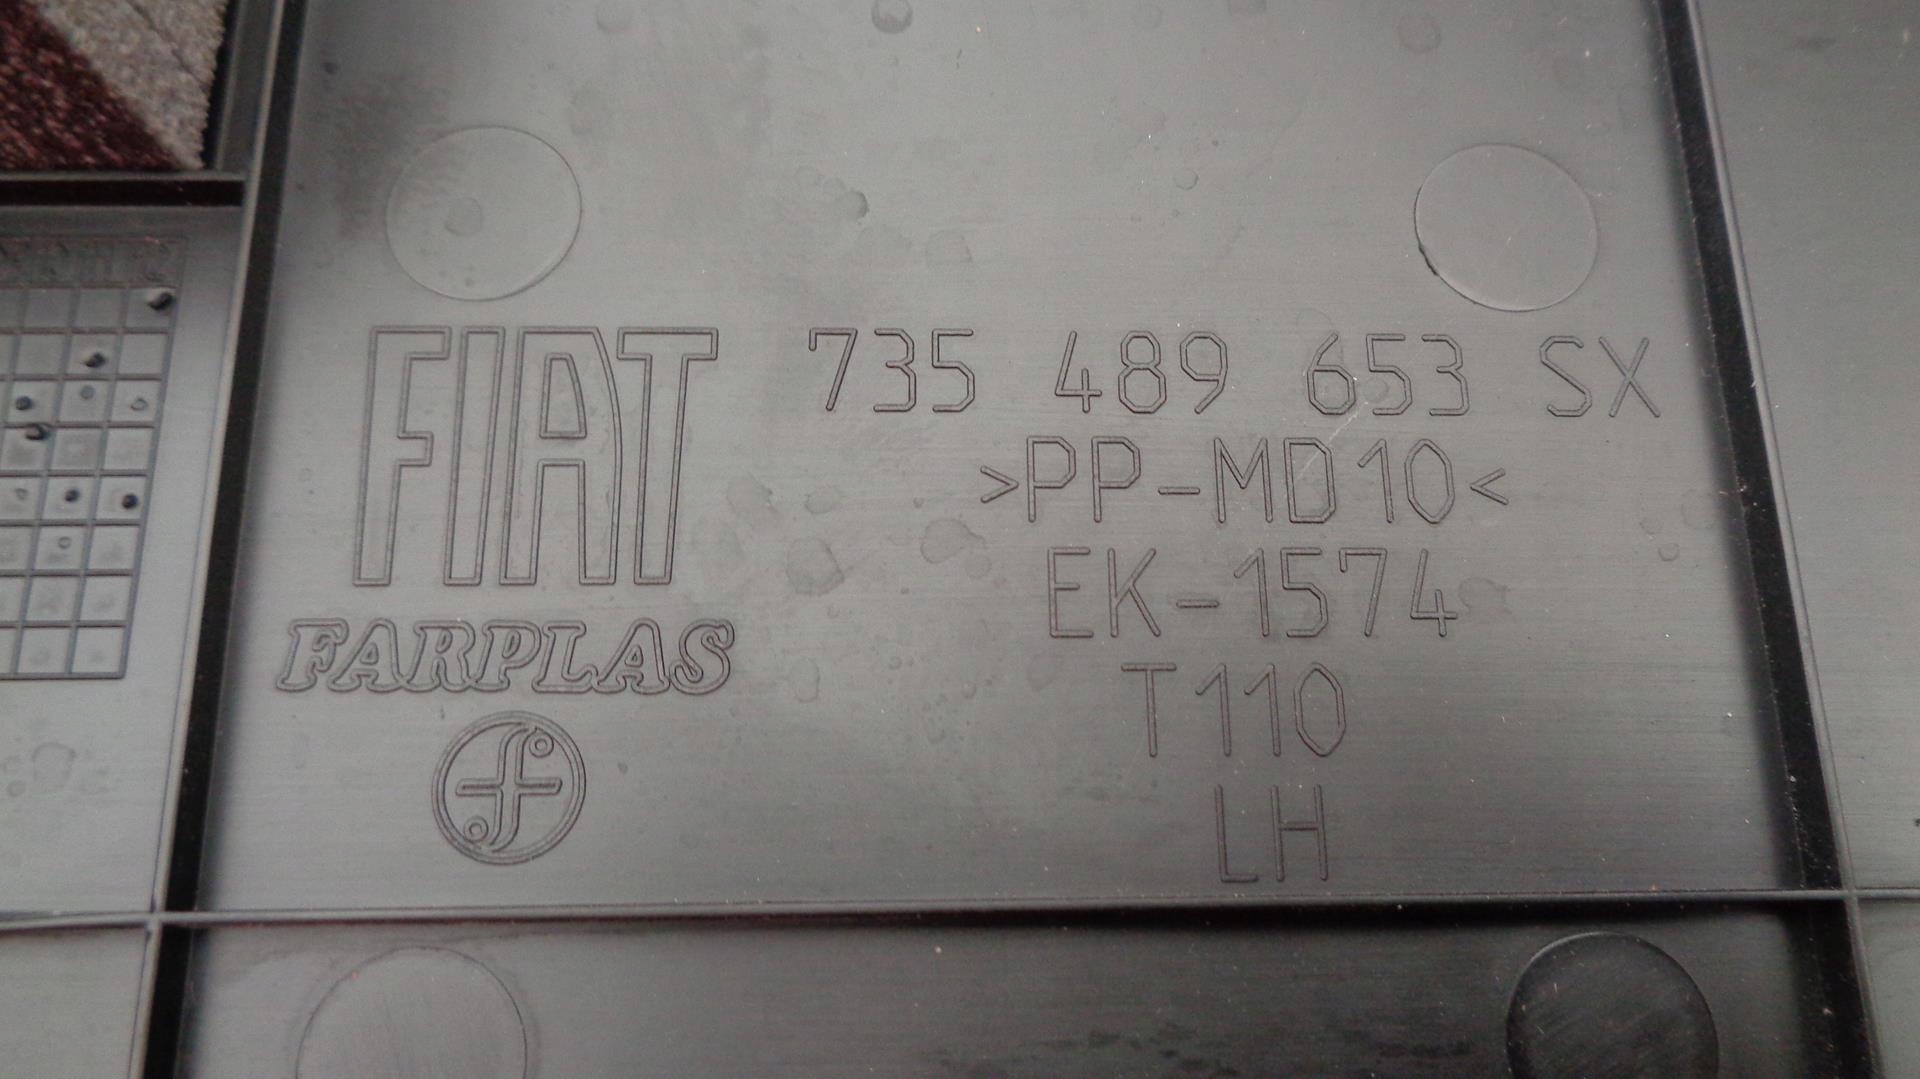 FIAT 735 489 653 SX
>PP-MD10<
EK-1574
FARPLAS
T110
LH